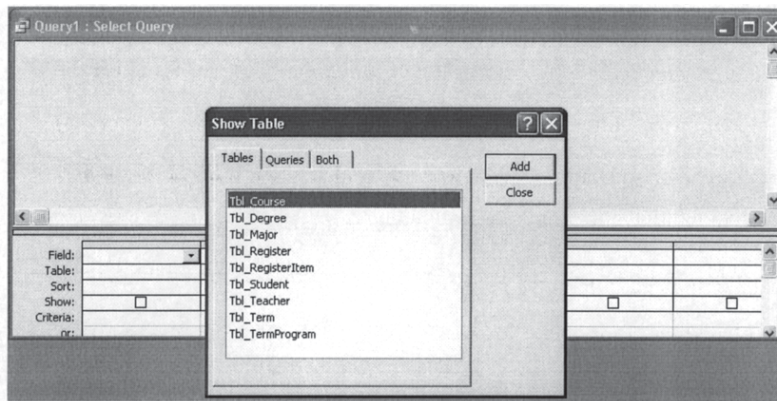 Query1 : Select Query
Show Table
Tables Queries Both
Add
Close
Tbl_Course
Tbl_Degree
Tbl_Major
Tbl_Register
Tbl_RegisterItem
Tbl_Student
Tbl_Teacher
Tbl_Term
Tbl_TermProgram
Field:
Table:
Sort:
Show:
Criteria:
or: